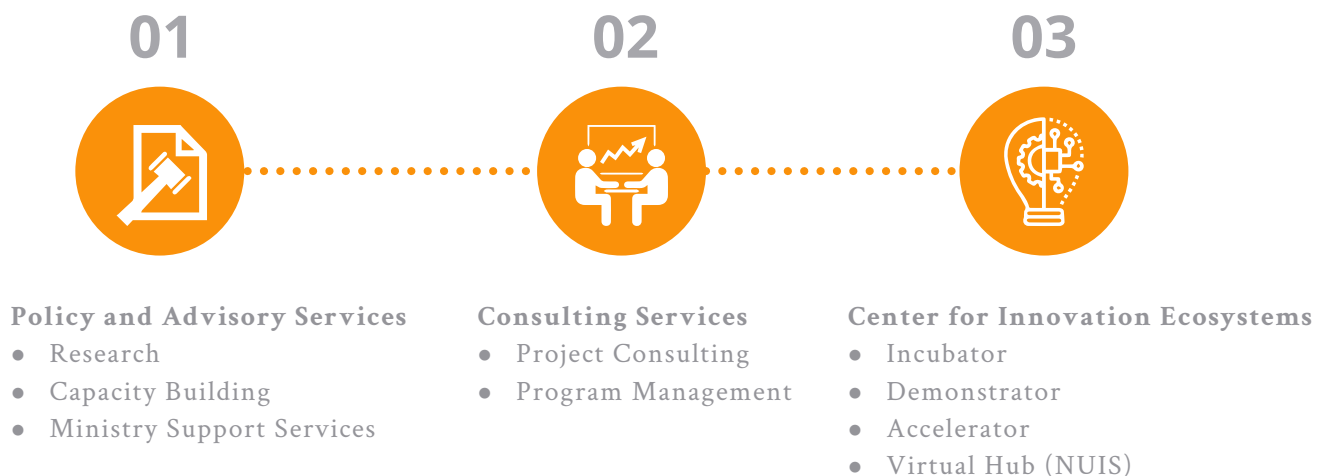 01
02
03
Policy and Advisory Services
● Research
● Capacity Building
● Ministry Support Services
Consulting Services
● Project Consulting
● Program Management
Center for Innovation Ecosystems
● Incubator
● Demonstrator
● Accelerator
● Virtual Hub (NUIS)